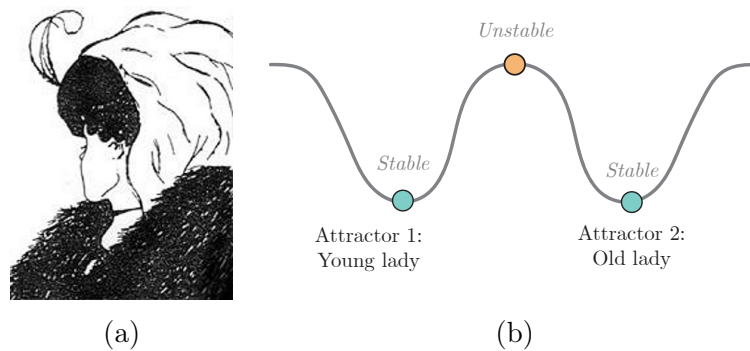 Unstable
Stable
Stable
Attractor 1:
Young lady
Attractor 2:
Old lady
(a)
(b)